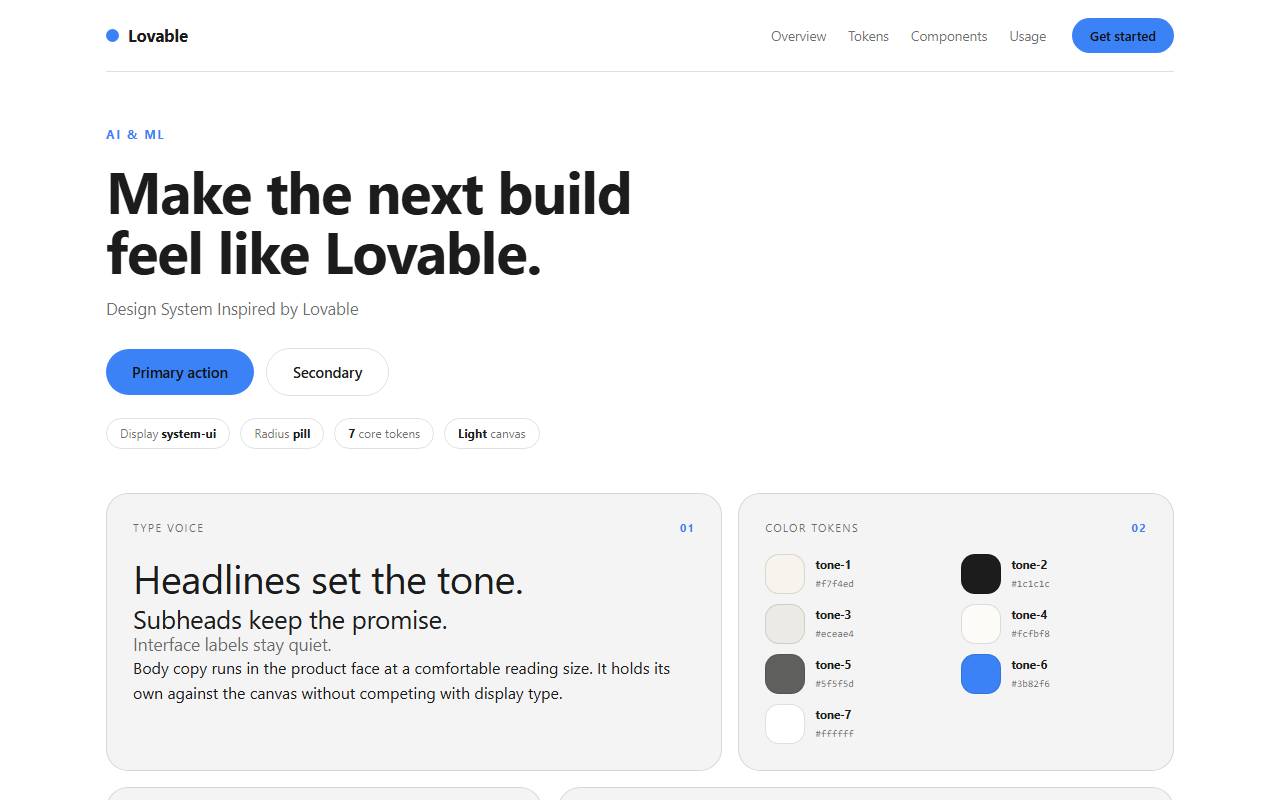 Lovable
Overview Tokens Components Usage Get started
AI & ML
Make the next build
feel like Lovable.
Design System Inspired by Lovable
Primary action Secondary
Display system-ui Radius pill 7 core tokens Light canvas
TYPE VOICE 01
Headlines set the tone.
Subheads keep the promise.
Interface labels stay quiet.
Body copy runs in the product face at a comfortable reading size. It holds its
own against the canvas without competing with display type.
COLOR TOKENS 02
tone-1
#f7f4ed
tone-2
#1c1c1c
tone-3
#eceae4
tone-4
#fcfbf8
tone-5
#5f5f5d
tone-6
#3b82f6
tone-7
#ffffff